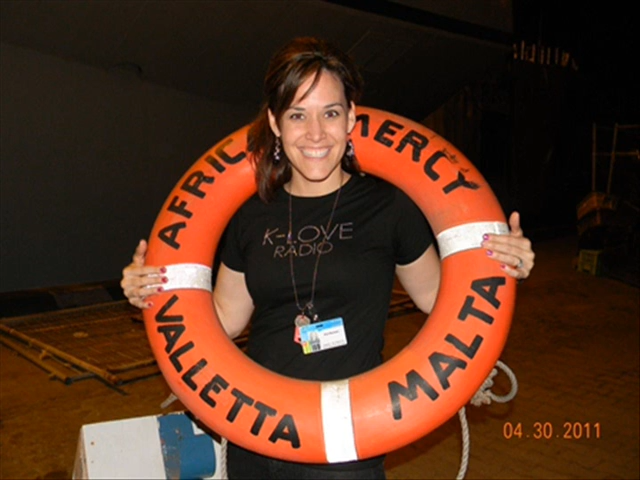 AFRICA MERCY
K-LOVE
RADIO
VALLETTA MALTA
04.30.2011